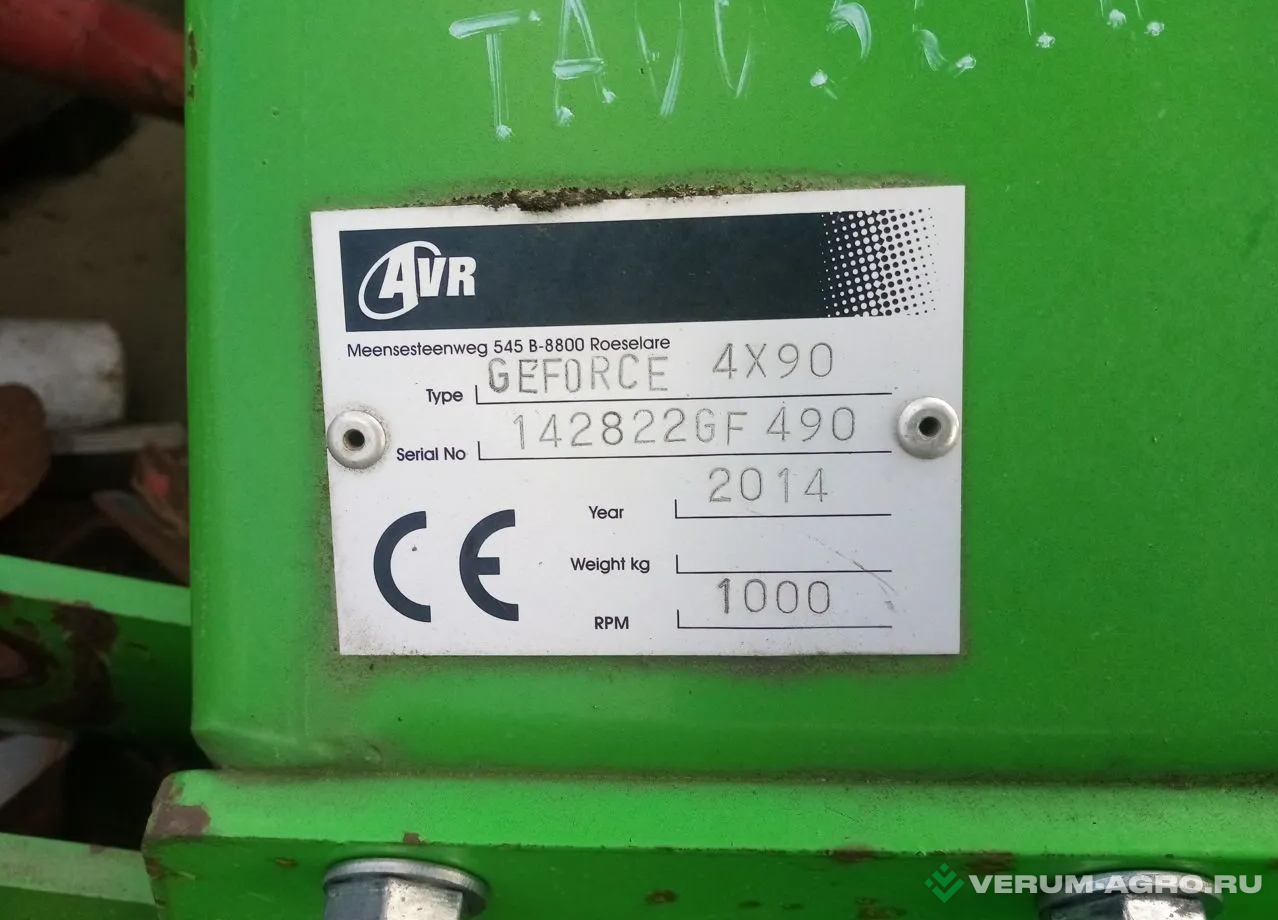 AVR
Meensesteenweg 545 B-8800 Roeselare
Type GEFORCE 4X90
Serial No 142822GF 490
Year 2014
Weight kg
RPM 1000
CE
VERUM-AGRO.RU